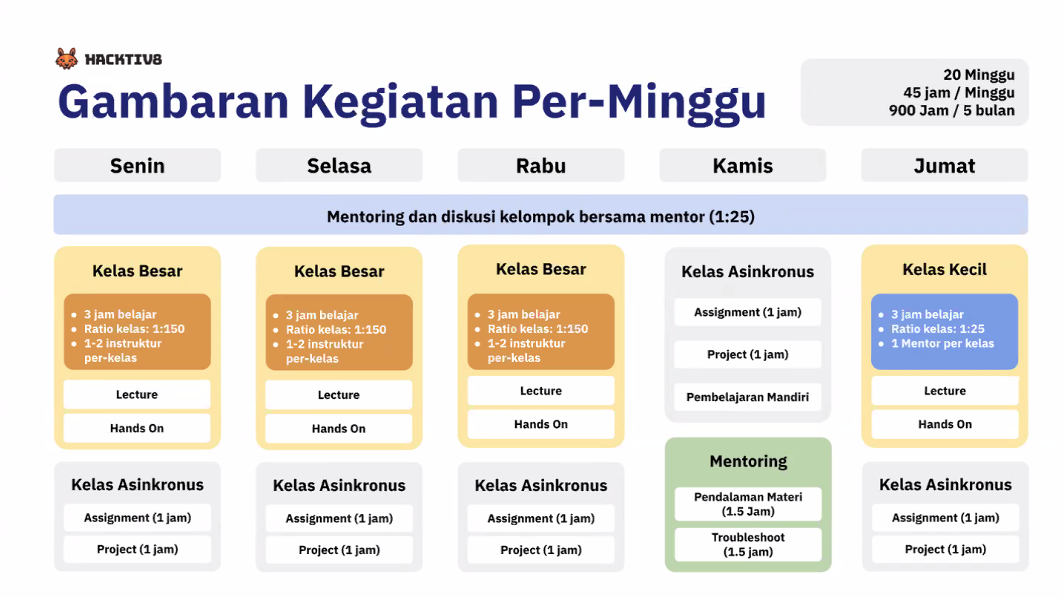 HACKTIV8
Gambaran Kegiatan Per-Minggu
20 Minggu
45 jam / Minggu
900 Jam / 5 bulan
Senin
Selasa
Rabu
Kamis
Jumat
Mentoring dan diskusi kelompok bersama mentor (1:25)
Kelas Besar
3 jam belajar
Ratio kelas: 1:150
1-2 instruktur
per-kelas
Lecture
Hands On
Kelas Asinkronus
Assignment (1 jam)
Project (1 jam)
Kelas Besar
3 jam belajar
Ratio kelas: 1:150
1-2 instruktur
per-kelas
Lecture
Hands On
Kelas Asinkronus
Assignment (1 jam)
Project (1 jam)
Kelas Besar
3 jam belajar
Ratio kelas: 1:150
1-2 instruktur
per-kelas
Lecture
Hands On
Kelas Asinkronus
Assignment (1 jam)
Project (1 jam)
Kelas Asinkronus
Assignment (1 jam)
Project (1 jam)
Pembelajaran Mandiri
Mentoring
Pendalaman Materi
(1.5 Jam)
Troubleshoot
(1.5 jam)
Kelas Kecil
3 jam belajar
Ratio kelas: 1:25
1 Mentor per kelas
Lecture
Hands On
Kelas Asinkronus
Assignment (1 jam)
Project (1 jam)